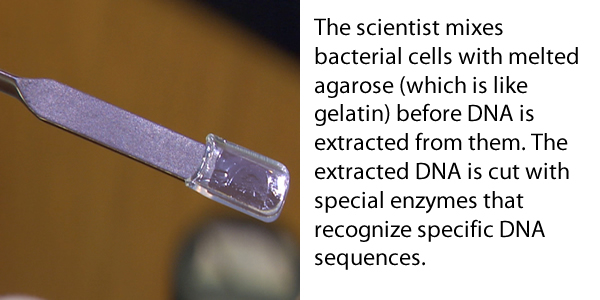 The scientist mixes
bacterial cells with melted
agarose (which is like
gelatin) before DNA is
extracted from them. The
extracted DNA is cut with
special enzymes that
recognize specific DNA
sequences.